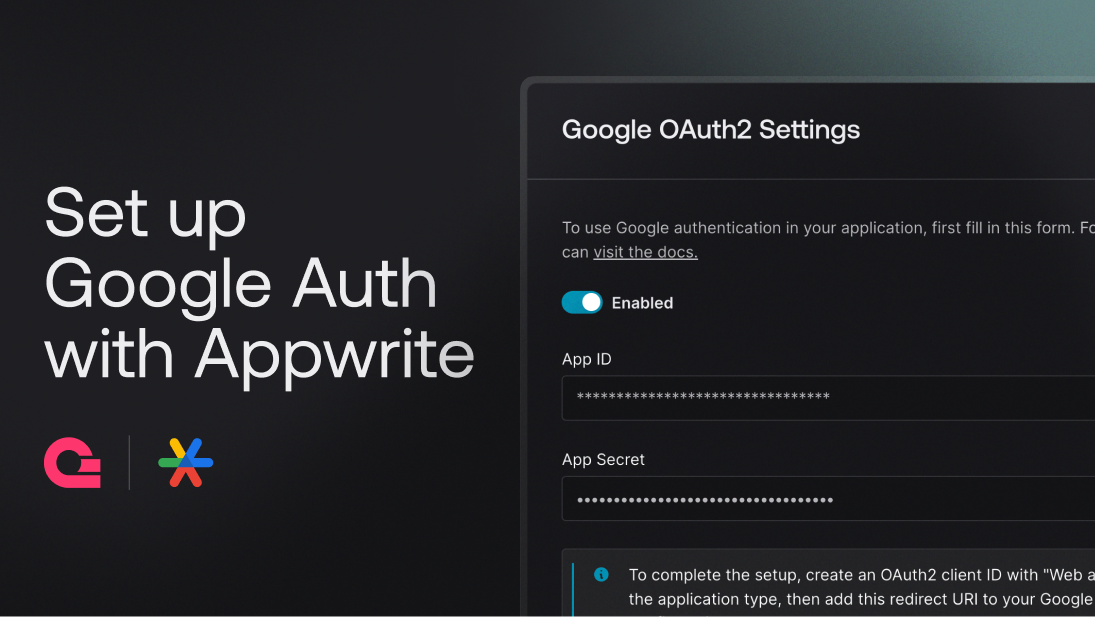 Set up
Google Auth
with Appwrite
Google OAuth2 Settings
To use Google authentication in your application, first fill in this form.
can visit the docs.
Enabled
App ID
********************************
App Secret
••••••••••••••••••••••••••••••••••
To complete the setup, create an OAuth2 client ID with "Web
the application type, then add this redirect URI to your Google